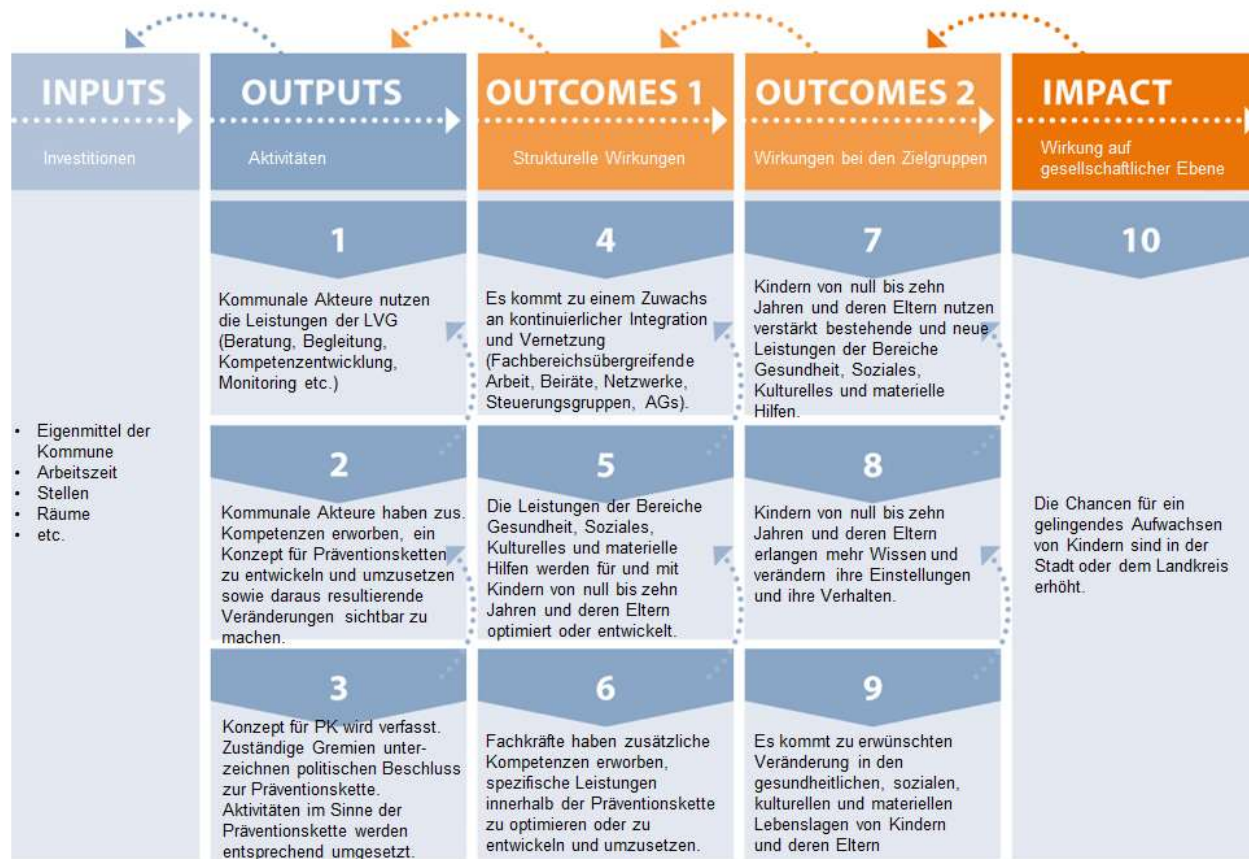 INPUTS
Investitionen
• Eigenmittel der
Kommune
• Arbeitszeit
• Stellen
• Räume
• etc.
OUTPUTS
Aktivitäten
1
Kommunale Akteure nutzen
die Leistungen der LVG
(Beratung, Begleitung,
Kompetenzentwicklung,
Monitoring etc.)
2
Kommunale Akteure haben zus.
Kompetenzen erworben, ein
Konzept für Präventionsketten
zu entwickeln und umzusetzen
sowie daraus resultierende
Veränderungen sichtbar zu
machen.
3
Konzept für PK wird verfasst.
Zuständige Gremien unter-
zeichnen politischen Beschluss
zur Präventionskette.
Aktivitäten im Sinne der
Präventionskette werden
entsprechend umgesetzt.
OUTCOMES 1
Strukturelle Wirkungen
4
Es kommt zu einem Zuwachs
an kontinuierlicher Integration
und Vernetzung
(Fachbereichsübergreifende
Arbeit, Beiräte, Netzwerke,
Steuerungsgruppen, AGs).
5
Die Leistungen der Bereiche
Gesundheit, Soziales,
Kulturelles und materielle
Hilfen werden für und mit
Kindern von null bis zehn
Jahren und deren Eltern
optimiert oder entwickelt.
6
Fachkräfte haben zusätzliche
Kompetenzen erworben,
spezifische Leistungen
innerhalb der Präventionskette
zu optimieren oder zu
entwickeln und umzusetzen.
OUTCOMES 2
Wirkungen bei den Zielgruppen
7
Kindern von null bis zehn
Jahren und deren Eltern nutzen
verstärkt bestehende und neue
Leistungen der Bereiche
Gesundheit, Soziales,
Kulturelles und materielle
Hilfen.
8
Kindern von null bis zehn
Jahren und deren Eltern
erlangen mehr Wissen und
verändern ihre Einstellungen
und ihre Verhalten.
9
Es kommt zu erwünschten
Veränderung in den
gesundheitlichen, sozialen,
kulturellen und materiellen
Lebenslagen von Kindern
und deren Eltern
IMPACT
Wirkung auf
gesellschaftlicher Ebene
10
Die Chancen für ein
gelingendes Aufwachsen
von Kindern sind in der
Stadt oder dem Landkreis
erhöht.